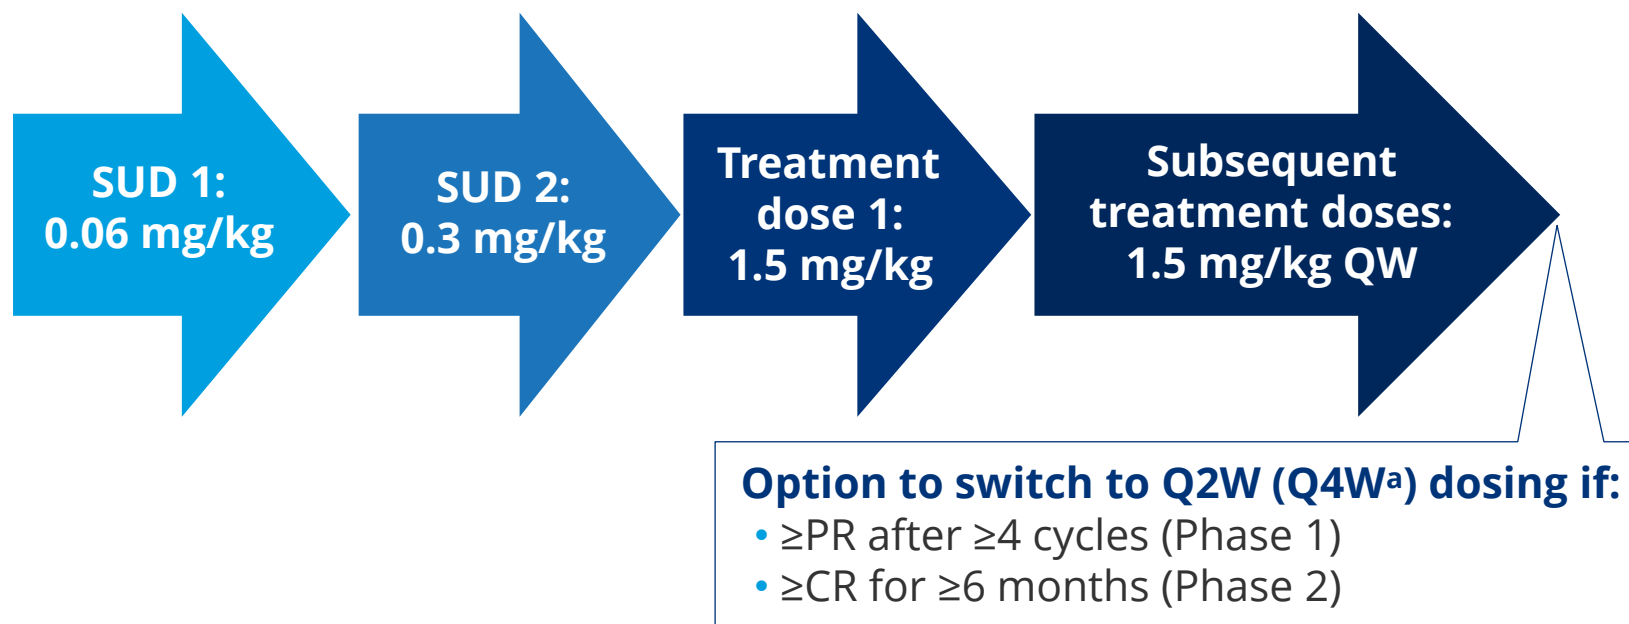 SUD 1:
0.06 mg/kg
SUD 2:
0.3 mg/kg
Treatment
dose 1:
1.5 mg/kg
Subsequent
treatment doses:
1.5 mg/kg QW
Option to switch to Q2W (Q4Wᵃ) dosing if:
• ≥PR after ≥4 cycles (Phase 1)
• ≥CR for ≥6 months (Phase 2)